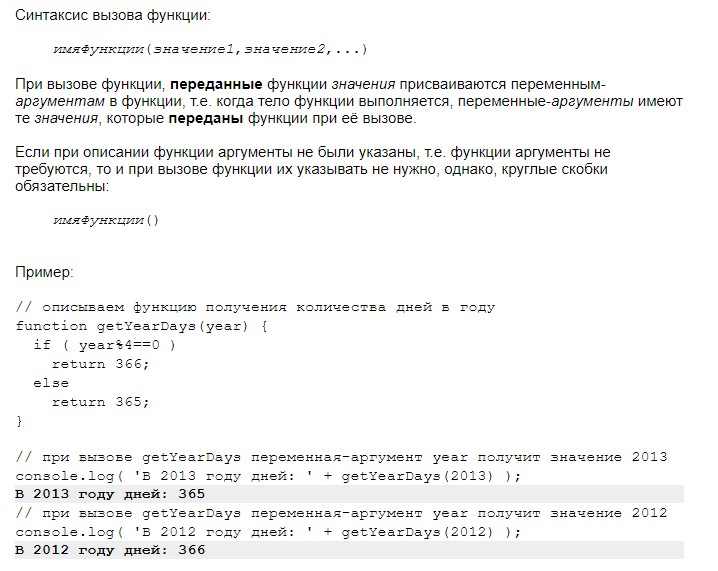 Синтаксис вызова функции:
имяФункции(значение1,значение2,...)
При вызове функции, переданные функции значения присваиваются переменным-
аргументам в функции, т.е. когда тело функции выполняется, переменные-аргументы имеют
те значения, которые переданы функции при её вызове.
Если при описании функции аргументы не были указаны, т.е. функции аргументы не
требуются, то и при вызове функции их указывать не нужно, однако, круглые скобки
обязательны:
имяФункции()
Пример:
// описываем функцию получения количества дней в году
function getYearDays(year) {
  if ( year%4==0 )
    return 366;
  else
    return 365;
}
// при вызове getYearDays переменная-аргумент year получит значение 2013
console.log( 'В 2013 году дней: ' + getYearDays(2013) );
В 2013 году дней: 365
// при вызове getYearDays переменная-аргумент year получит значение 2012
console.log( 'В 2012 году дней: ' + getYearDays(2012) );
В 2012 году дней: 366